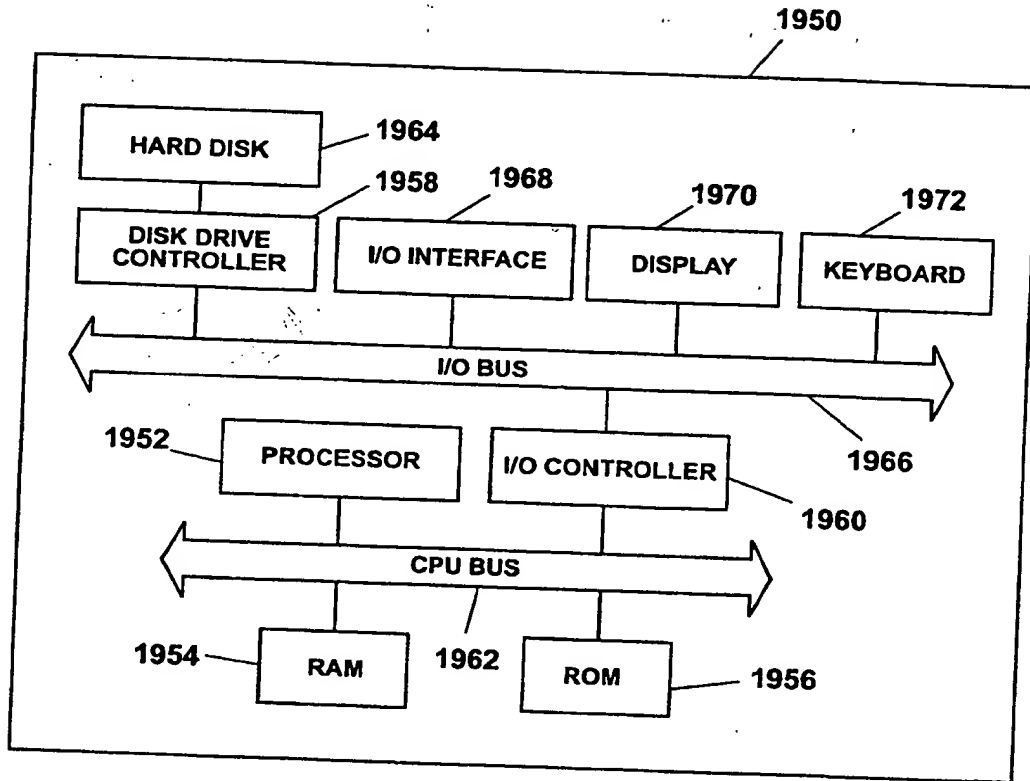 1950
HARD DISK
1964
1958
1968
1970
1972
DISK DRIVE
CONTROLLER
I/O INTERFACE
DISPLAY
KEYBOARD
I/O BUS
1952
PROCESSOR
I/O CONTROLLER
1966
1960
CPU BUS
1954
RAM
1962
ROM
1956